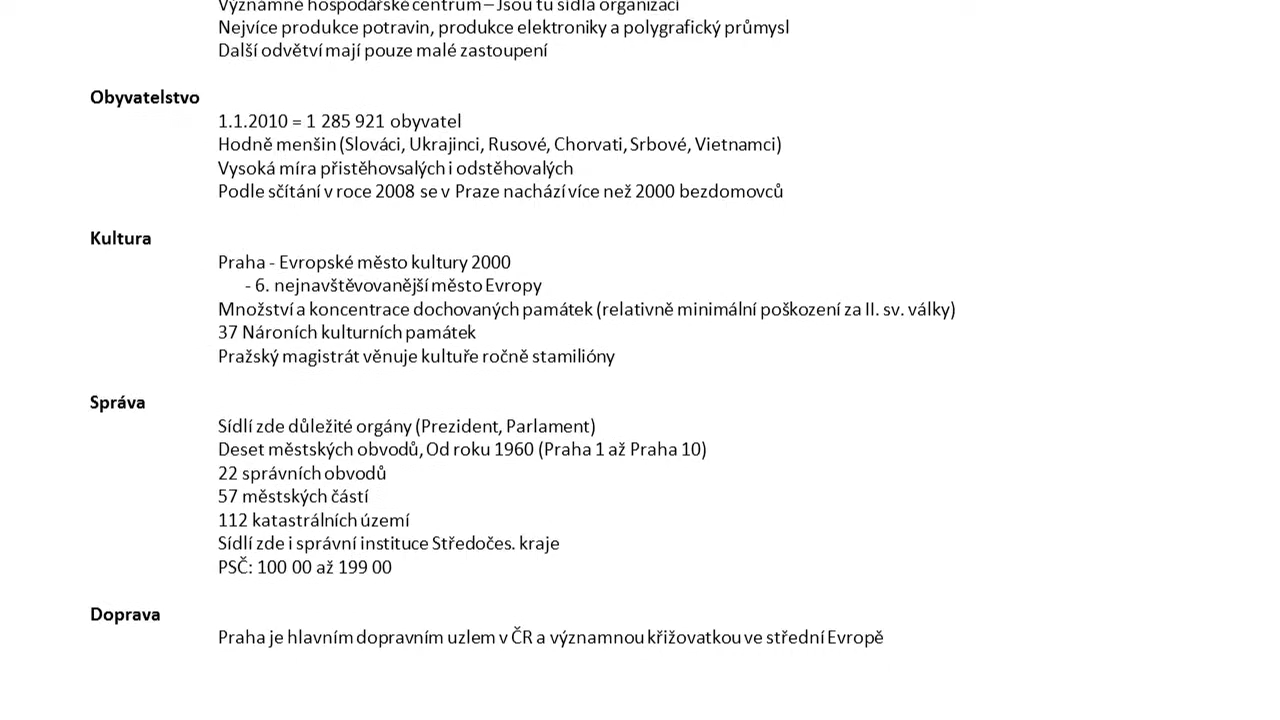 Významné hospodářské centrum – Jsou tu sídla organizací
Nejvíce produkce potravin, produkce elektroniky a polygrafický průmysl
Další odvětví mají pouze malé zastoupení
Obyvatelstvo
1.1.2010 = 1 285 921 obyvatel
Hodně menšin (Slováci, Ukrajinci, Rusové, Chorvati, Srbové, Vietnamci)
Vysoká míra přistěhovsalých i odstěhovalých
Podle sčítání v roce 2008 se v Praze nachází více než 2000 bezdomovců
Kultura
Praha - Evropské město kultury 2000
- 6. nejnavštěvovanější město Evropy
Množství a koncentrace dochovaných památek (relativně minimální poškození za II. sv. války)
37 Nároních kulturních památek
Pražský magistrát věnuje kultuře ročně stamilióny
Správa
Sídlí zde důležité orgány (Prezident, Parlament)
Deset městských obvodů, Od roku 1960 (Praha 1 až Praha 10)
22 správních obvodů
57 městských částí
112 katastrálních území
Sídlí zde i správní instituce Středočes. kraje
PSČ: 100 00 až 199 00
Doprava
Praha je hlavním dopravním uzlem v ČR a významnou křižovatkou ve střední Evropě